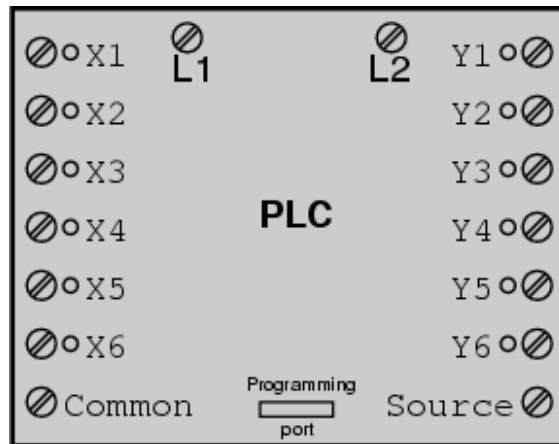 X1 L1 L2 Y1
X2 Y2
X3 Y3
PLC
X4 Y4
X5 Y5
X6 Y6
Programming
Common Source
port